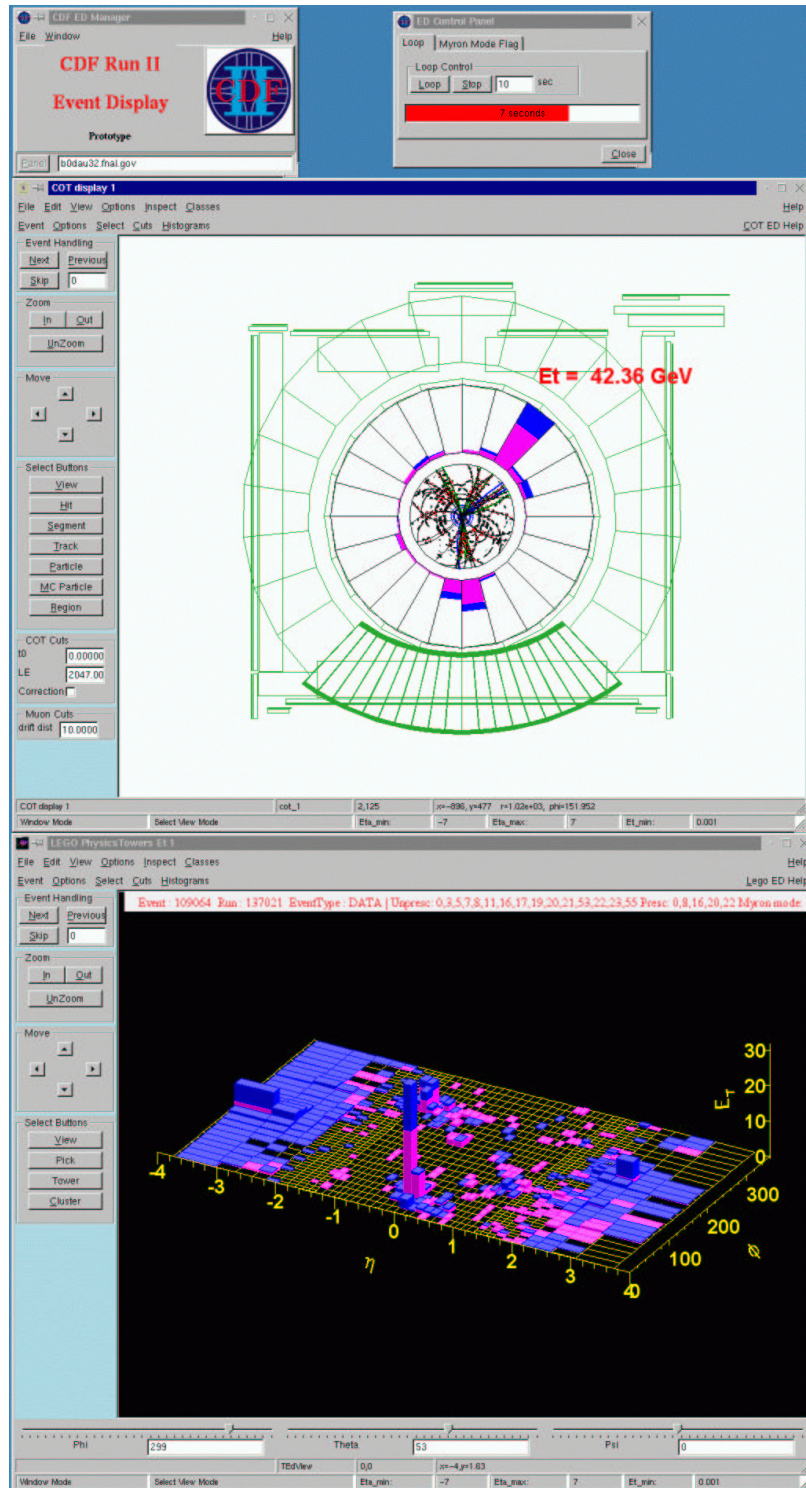 CDF ED Manager
File Window Help
CDF Run II
Event Display
Prototype
CDF
II
Panel b0dau32.fnal.gov
ED Control Panel
Loop Myron Mode Flag
Loop Control
Loop Stop 10 sec
7 seconds
Close
COT display 1
File Edit View Options Inspect Classes Help
Event Options Select Cuts Histograms COT ED Help
Event Handling
Next Previous
Skip 0
Zoom
In Out
UnZoom
Move
Select Buttons
View
Hit
Segment
Track
Particle
MC Particle
Region
COT Cuts
t0 0.00000
LE 2047.00
Correction
Muon Cuts
drift dist 10.0000
Et = 42.36 GeV
COT display 1 cot_1 2,125 x=-896, y=477 r=1.02e+03, phi=151.952
Window Mode Select View Mode Eta_min: -7 Eta_max: 7 Et_min: 0.001
LEGO PhysicsTowers Et 1
File Edit View Options Inspect Classes Help
Event Options Select Cuts Histograms Lego ED Help
Event Handling
Next Previous
Skip 0
Zoom
In Out
UnZoom
Move
Select Buttons
View
Pick
Tower
Cluster
Event : 109064 Run : 137021 EventType : DATA | Unpresc: 0,3,5,7,8,11,16,17,19,20,21,53,22,23,55 Presc: 0,8,16,20,22 Myron mode:
30
20
10
0
E_T
-4 -3 -2 -1 0 1 2 3 4
η
0 100 200 300
ϕ
Phi 299 Theta 53 Psi 0
TEdView 0,0 x=-4,y=1.63
Window Mode Select View Mode Eta_min: -7 Eta_max: 7 Et_min: 0.001